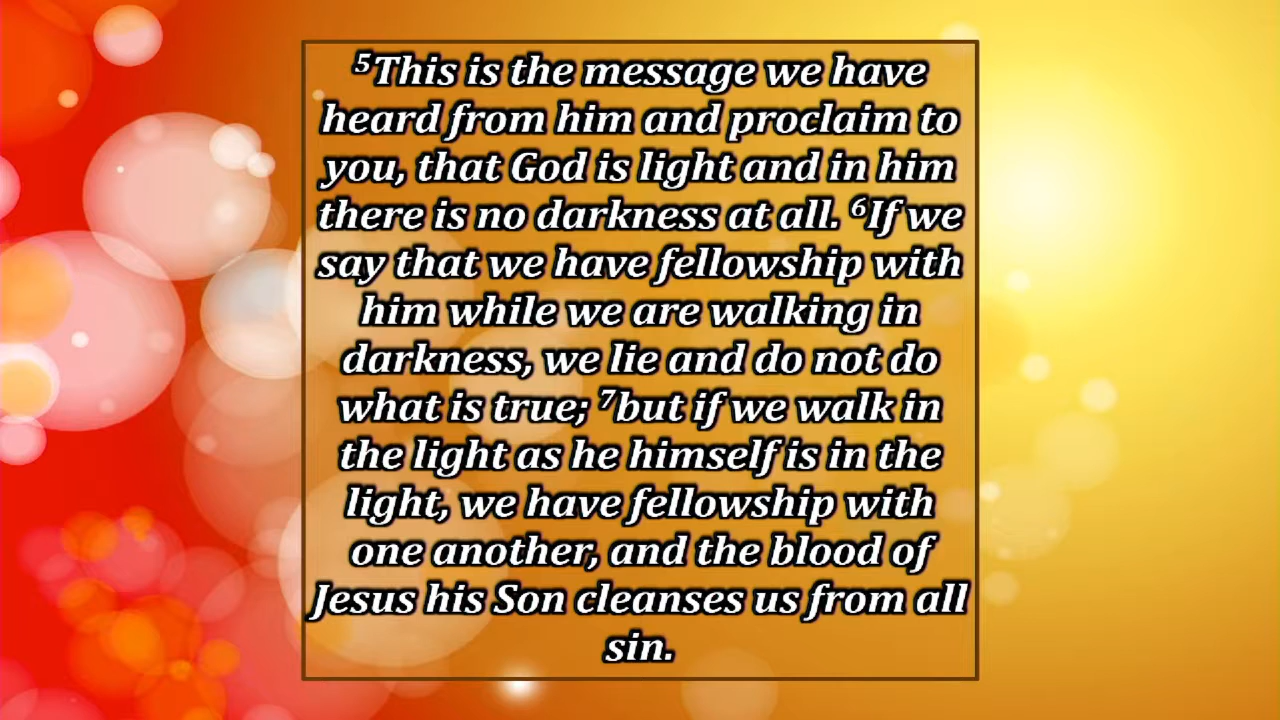 ⁵This is the message we have
heard from him and proclaim to
you, that God is light and in him
there is no darkness at all. ⁶If we
say that we have fellowship with
him while we are walking in
darkness, we lie and do not do
what is true; ⁷but if we walk in
the light as he himself is in the
light, we have fellowship with
one another, and the blood of
Jesus his Son cleanses us from all
sin.